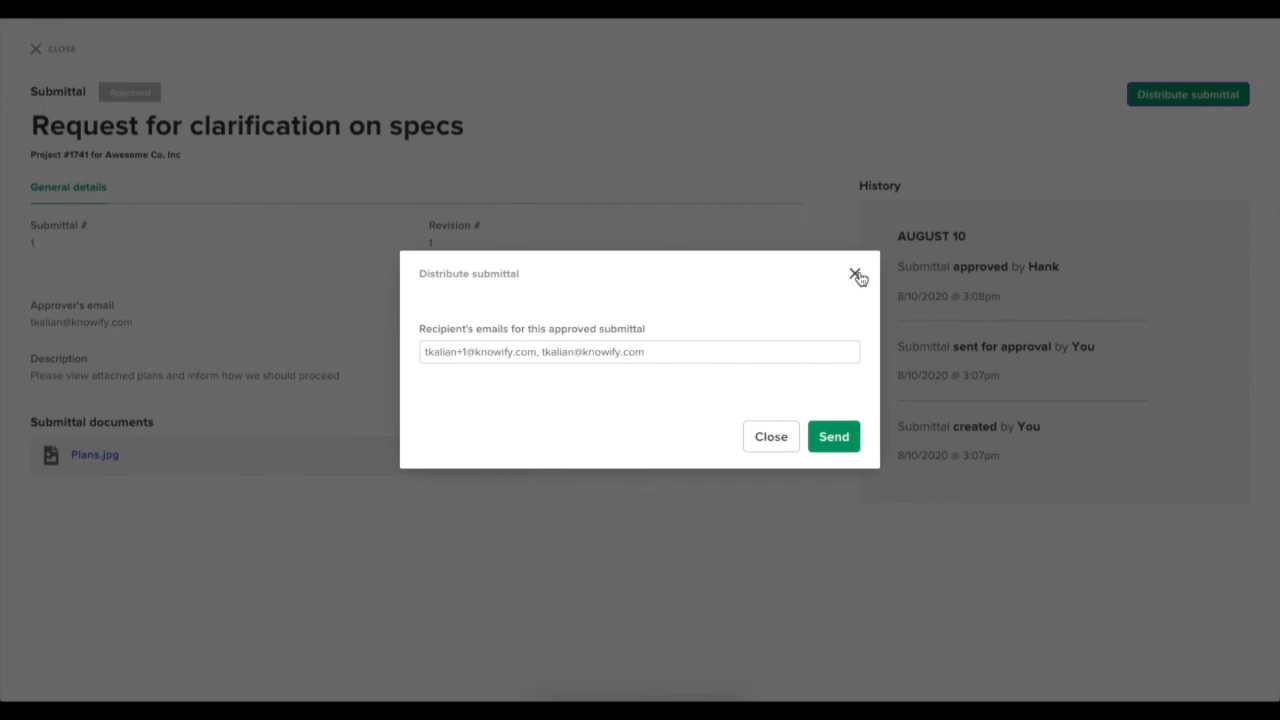 CLOSE
Submittal Approved
Distribute submittal
Request for clarification on specs
Project #1741 for Awesome Co, Inc
General details
Submittal #
1
Revision #
1
Approver's email
tkalian@knowify.com
Description
Please view attached plans and inform how we should proceed
Submittal documents
Plans.jpg
Distribute submittal
Recipient's emails for this approved submittal
tkalian+1@knowify.com, tkalian@knowify.com
Close
Send
History
AUGUST 10
Submittal approved by Hank
8/10/2020 @ 3:08pm
Submittal sent for approval by You
8/10/2020 @ 3:07pm
Submittal created by You
8/10/2020 @ 3:07pm